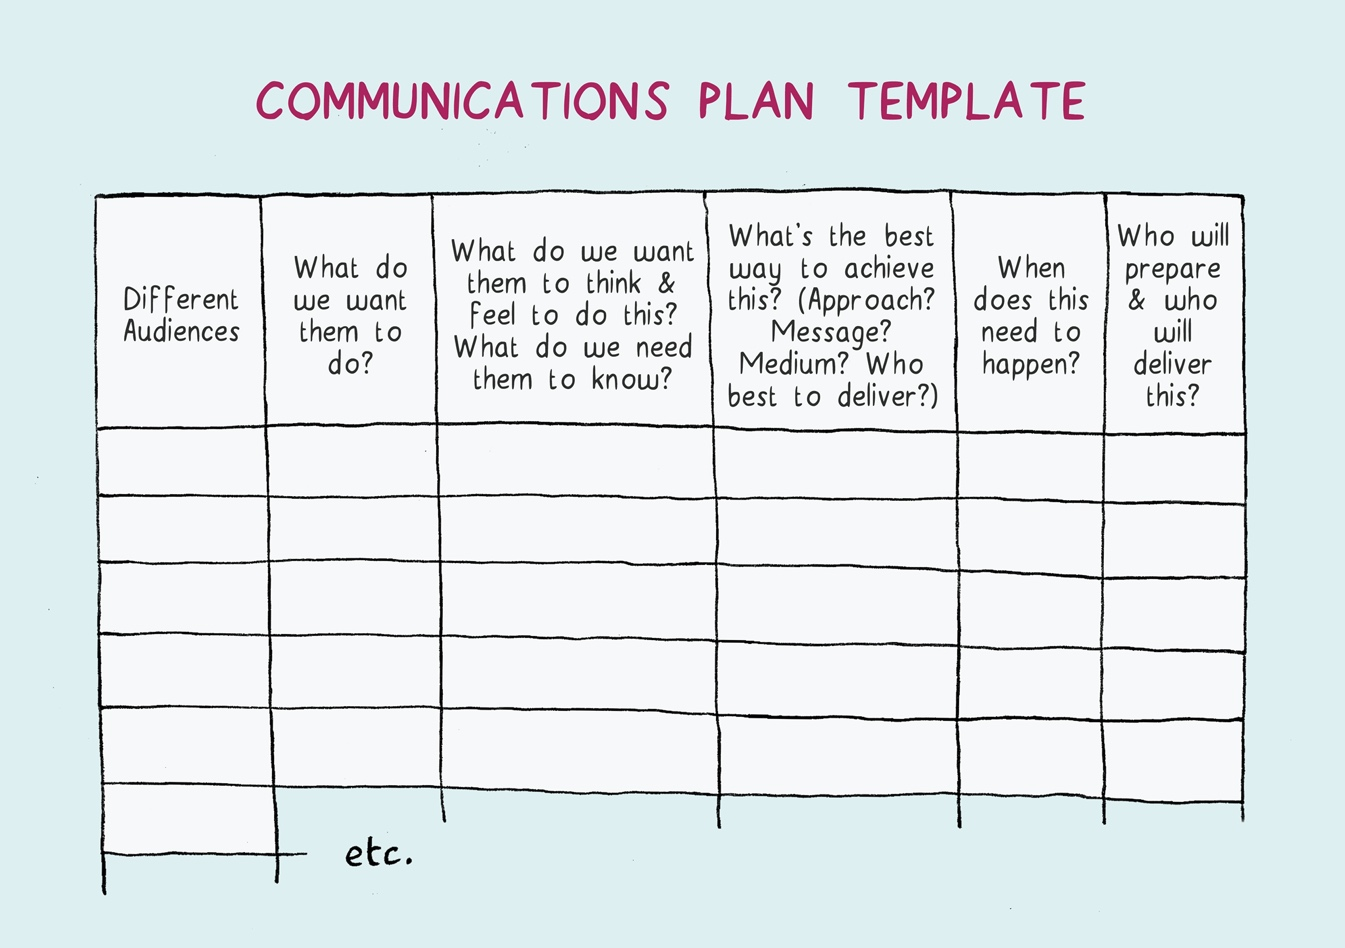 COMMUNICATIONS PLAN TEMPLATE
Different
Audiences
What do
we want
them to
do?
What do we want
them to think &
feel to do this?
What do we need
them to know?
What's the best
way to achieve
this? (Approach?
Message?
Medium? Who
best to deliver?)
When
does this
need to
happen?
Who will
prepare
& who
will
deliver
this?
etc.